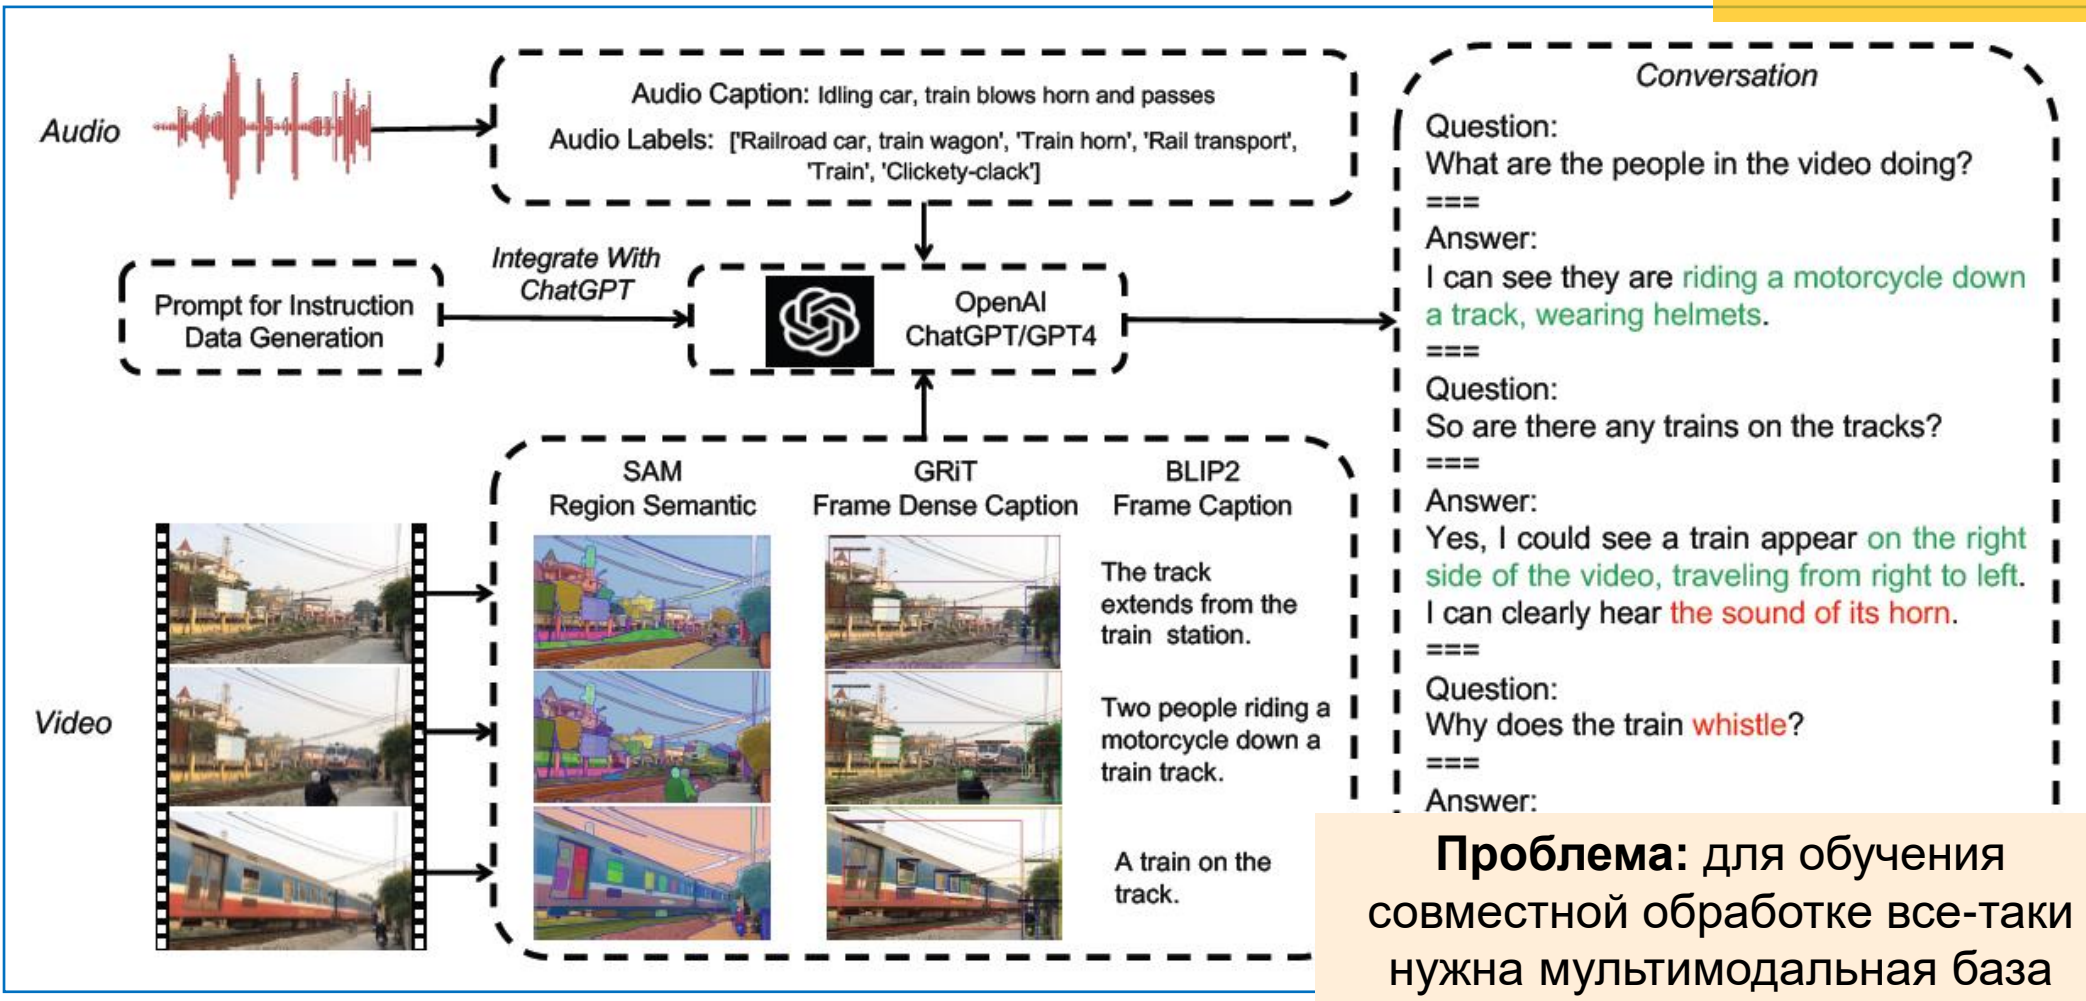 Audio
Audio Caption: Idling car, train blows horn and passes
Audio Labels: ['Railroad car, train wagon', 'Train horn', 'Rail transport',
'Train', 'Clickety-clack']
Prompt for Instruction
Data Generation
Integrate With
ChatGPT
OpenAI
ChatGPT/GPT4
Video
SAM
Region Semantic
GRiT
Frame Dense Caption
BLIP2
Frame Caption
The track
extends from the
train station.
Two people riding a
motorcycle down a
train track.
A train on the
track.
Conversation
Question:
What are the people in the video doing?
===
Answer:
I can see they are riding a motorcycle down
a track, wearing helmets.
===
Question:
So are there any trains on the tracks?
===
Answer:
Yes, I could see a train appear on the right
side of the video, traveling from right to left.
I can clearly hear the sound of its horn.
===
Question:
Why does the train whistle?
===
Answer:
Проблема: для обучения
совместной обработке все-таки
нужна мультимодальная база